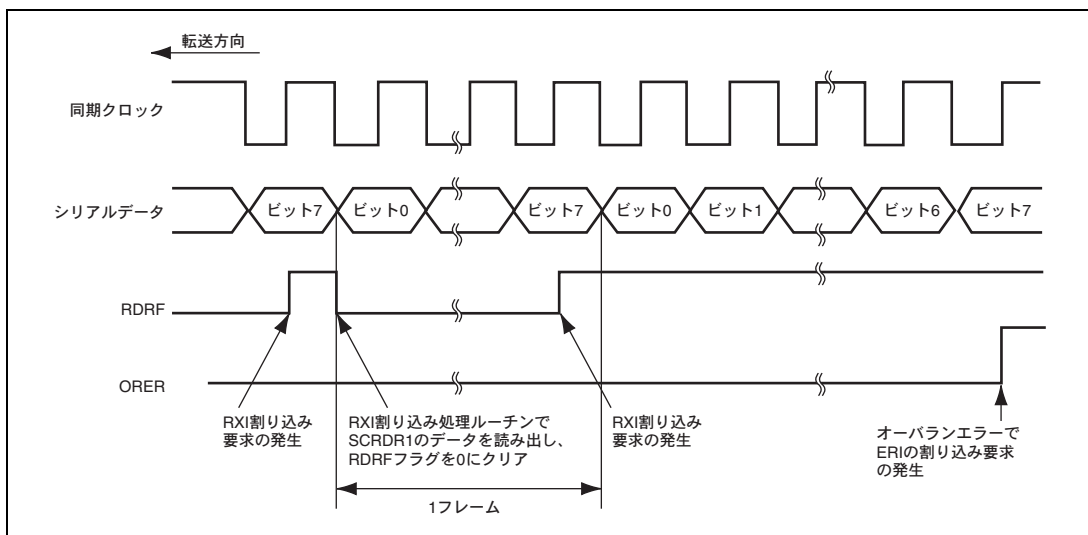 転送方向
同期クロック
シリアルデータ
ビット7
ビット0
ビット7
ビット0
ビット1
ビット6
ビット7
RDRF
ORER
RXI割り込み
要求の発生
RXI割り込み処理ルーチンで
SCRDR1のデータを読み出し、
RDRFフラグを0にクリア
RXI割り込み
要求の発生
オーバランエラーで
ERIの割り込み要求
の発生
1フレーム